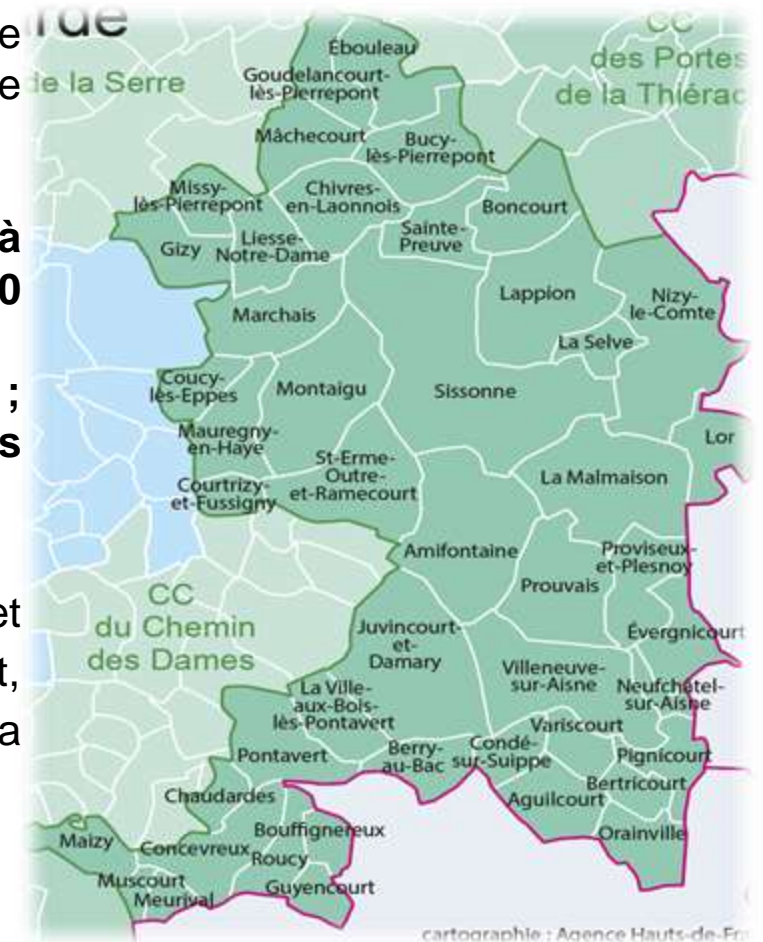 rde
e
e
à
0
;
s
et
t,
a
de la Serre
CC
des Portes
de la Thiérac
Ébouleau
Goudelancourt-
lès-Pierrepont
Mâchecourt
Bucy-
lès-Pierrepont
Missy-
lès-Pierrepont
Chivres-
en-Laonnois
Boncourt
Sainte-
Preuve
Gizy
Liesse-
Notre-Dame
Lappion
Nizy-
le-Comte
Marchais
La Selve
Coucy-
lès-Eppes
Montaigu
Sissonne
Lor
Mauregny-
en-Haye
St-Erme-
Outre-
et-Ramecourt
La Malmaison
Courtrizy-
et-Fussigny
Amifontaine
Proviseux-
et-Plesnoy
Prouvais
CC
du Chemin
des Dames
Juvincourt-
et-
Damary
Évergnicourt
Villeneuve-
sur-Aisne
Neufchâtel-
sur-Aisne
La Ville-
aux-Bois-
lès-Pontavert
Variscourt
Pontavert
Berry-
au-Bac
Condé-
sur-Suippe
Pignicourt
Bertricourt
Chaudardes
Aguilcourt
Bouffignereux
Orainville
Maizy
Concevreux
Roucy
Muscourt
Guyencourt
Meurival
cartographie : Agence Hauts-de-Fra